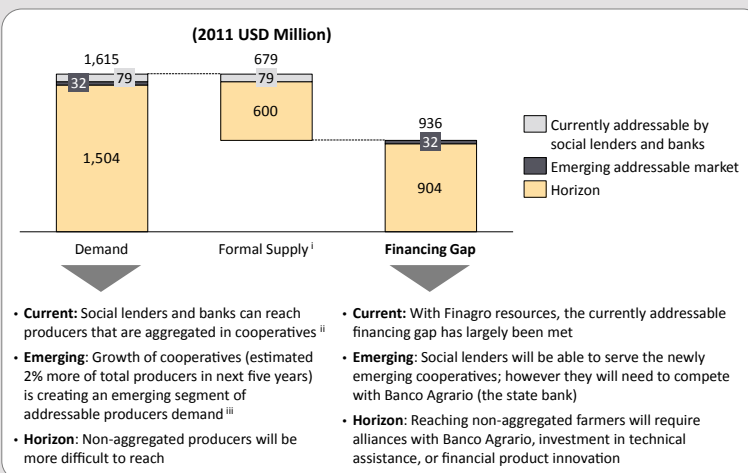 (2011 USD Million)
1,615
679
32
79
79
600
936
32
1,504
904
Currently addressable by
social lenders and banks
Emerging addressable market
Horizon
Demand
Formal Supply i
Financing Gap
• Current: Social lenders and banks can reach
producers that are aggregated in cooperatives ii
• Emerging: Growth of cooperatives (estimated
2% more of total producers in next five years)
is creating an emerging segment of
addressable producers demand iii
• Horizon: Non-aggregated producers will be
more difficult to reach
• Current: With Finagro resources, the currently addressable
financing gap has largely been met
• Emerging: Social lenders will be able to serve the newly
emerging cooperatives; however they will need to compete
with Banco Agrario (the state bank)
• Horizon: Reaching non-aggregated farmers will require
alliances with Banco Agrario, investment in technical
assistance, or financial product innovation